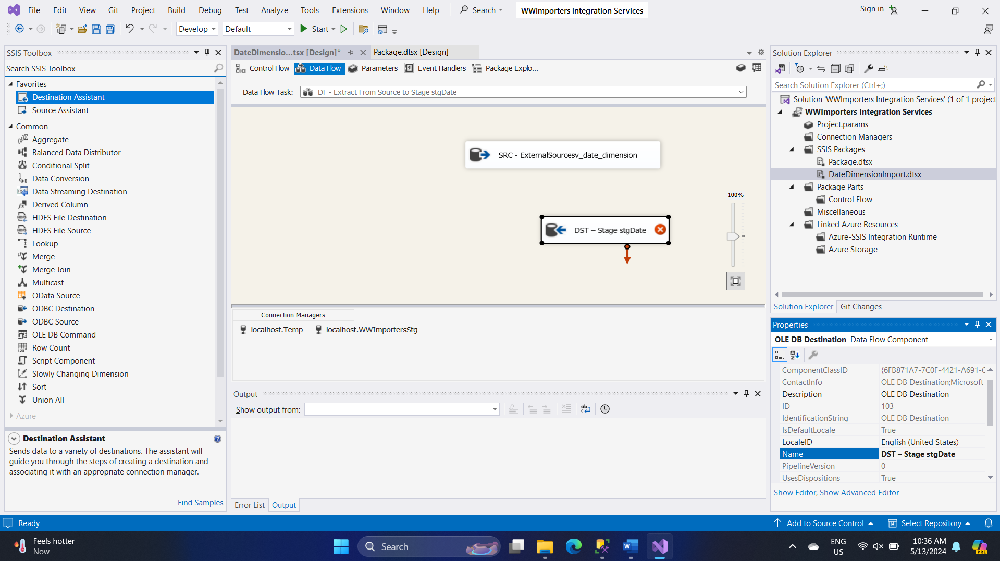 File Edit View Git Project Build Debug Test Analyze Tools Extensions Window Help Search WWImporters Integration Services Sign in
Develop Default Start
SSIS Toolbox
Search SSIS Toolbox
Favorites
Destination Assistant
Source Assistant
Common
Aggregate
Balanced Data Distributor
Conditional Split
Data Conversion
Data Streaming Destination
Derived Column
HDFS File Destination
HDFS File Source
Lookup
Merge
Merge Join
Multicast
OData Source
ODBC Destination
ODBC Source
OLE DB Command
Row Count
Script Component
Slowly Changing Dimension
Sort
Union All
Azure
Destination Assistant
Sends data to a variety of destinations. The assistant will
guide you through the steps of creating a destination and
associating it with an appropriate connection manager.
Find Samples
DateDimensio...tsx [Design]* Package.dtsx [Design]
Control Flow Data Flow Parameters Event Handlers Package Explo...
Data Flow Task: DF - Extract From Source to Stage stgDate
SRC - ExternalSourcesv_date_dimension
100%
DST – Stage stgDate
Connection Managers
localhost.Temp localhost.WWImportersStg
Output
Show output from:
Error List Output
Solution Explorer
Search Solution Explorer (Ctrl+;)
Solution 'WWImporters Integration Services' (1 of 1 project
WWImporters Integration Services
Project.params
Connection Managers
SSIS Packages
Package.dtsx
DateDimensionImport.dtsx
Package Parts
Control Flow
Miscellaneous
Linked Azure Resources
Azure-SSIS Integration Runtime
Azure Storage
Solution Explorer Git Changes
Properties
OLE DB Destination Data Flow Component
ComponentClassID {6FB871A7-7C0F-4421-A691-C
ContactInfo OLE DB Destination;Microsoft
Description OLE DB Destination
ID 103
IdentificationString OLE DB Destination
IsDefaultLocale True
LocaleID English (United States)
Name DST – Stage stgDate
PipelineVersion 0
UsesDispositions True
Show Editor, Show Advanced Editor
Ready Add to Source Control Select Repository
Feels hotter
Now
Search
ENG
US
10:36 AM
5/13/2024
PRE